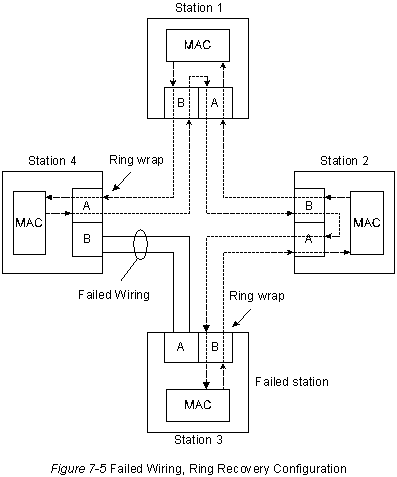 Station 1
MAC
B A
Station 4
Ring wrap
Station 2
A
B
MAC
B
A
MAC
Failed Wiring
Ring wrap
A B
MAC
Failed station
Station 3
Figure 7-5 Failed Wiring, Ring Recovery Configuration